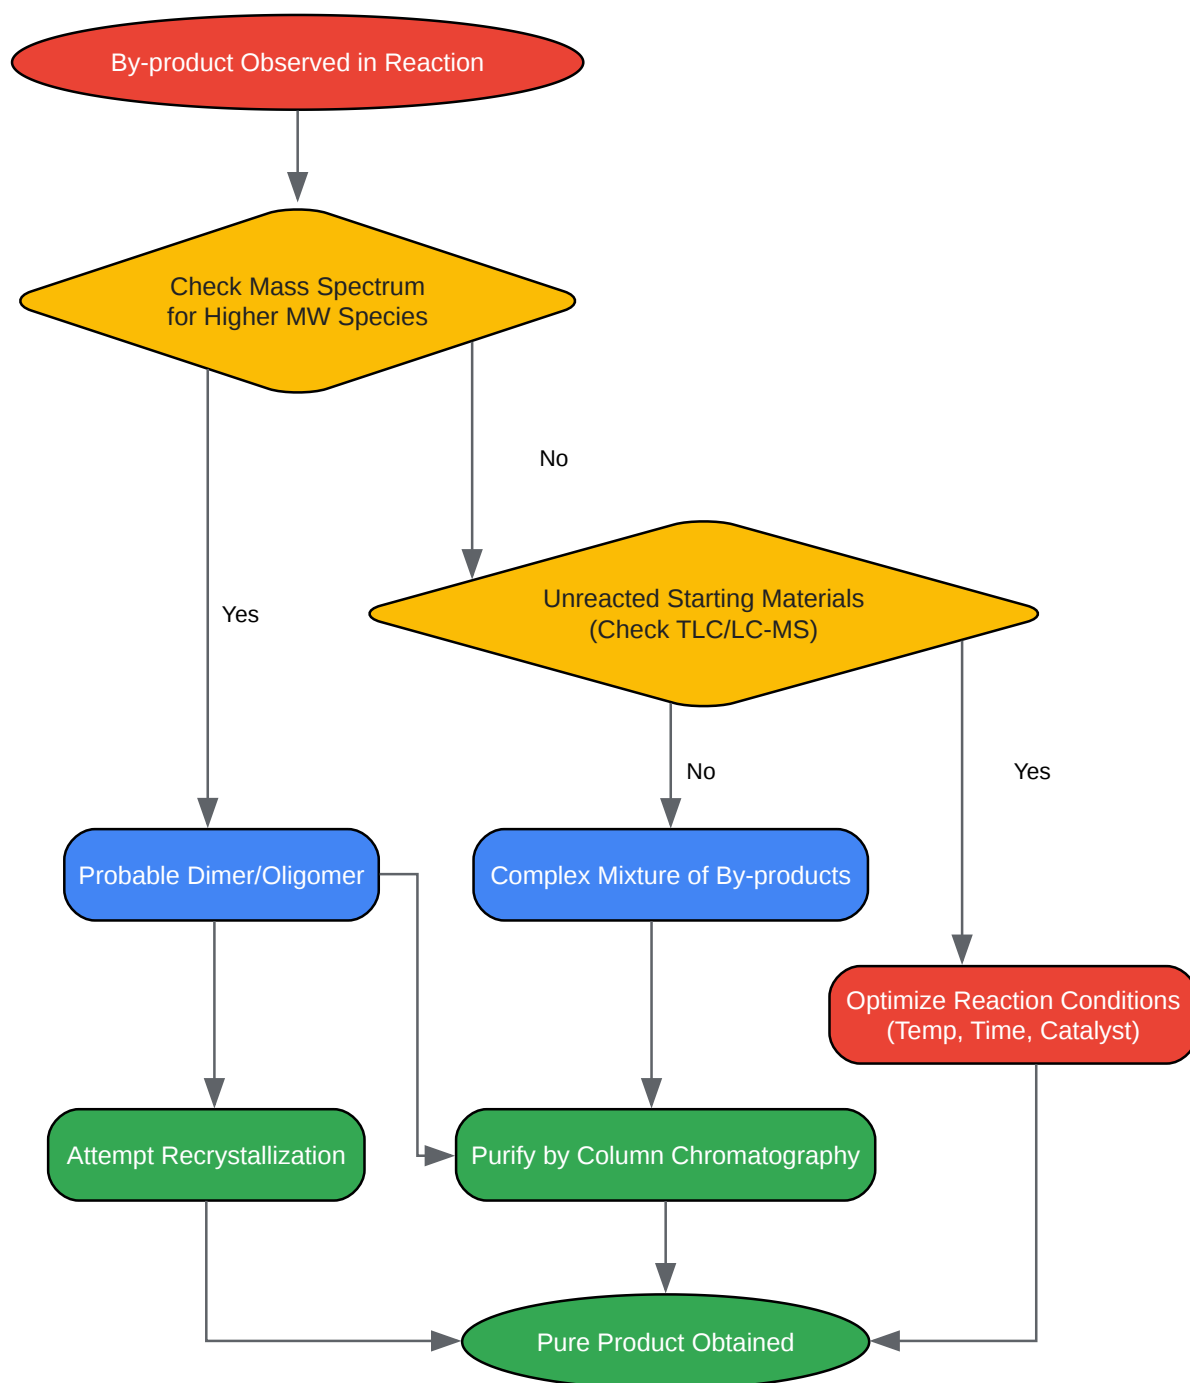 By-product Observed in Reaction
Check Mass Spectrum
for Higher MW Species
No
Unreacted Starting Materials
(Check TLC/LC-MS)
Yes
No
Yes
Probable Dimer/Oligomer
Complex Mixture of By-products
Optimize Reaction Conditions
(Temp, Time, Catalyst)
Attempt Recrystallization
Purify by Column Chromatography
Pure Product Obtained